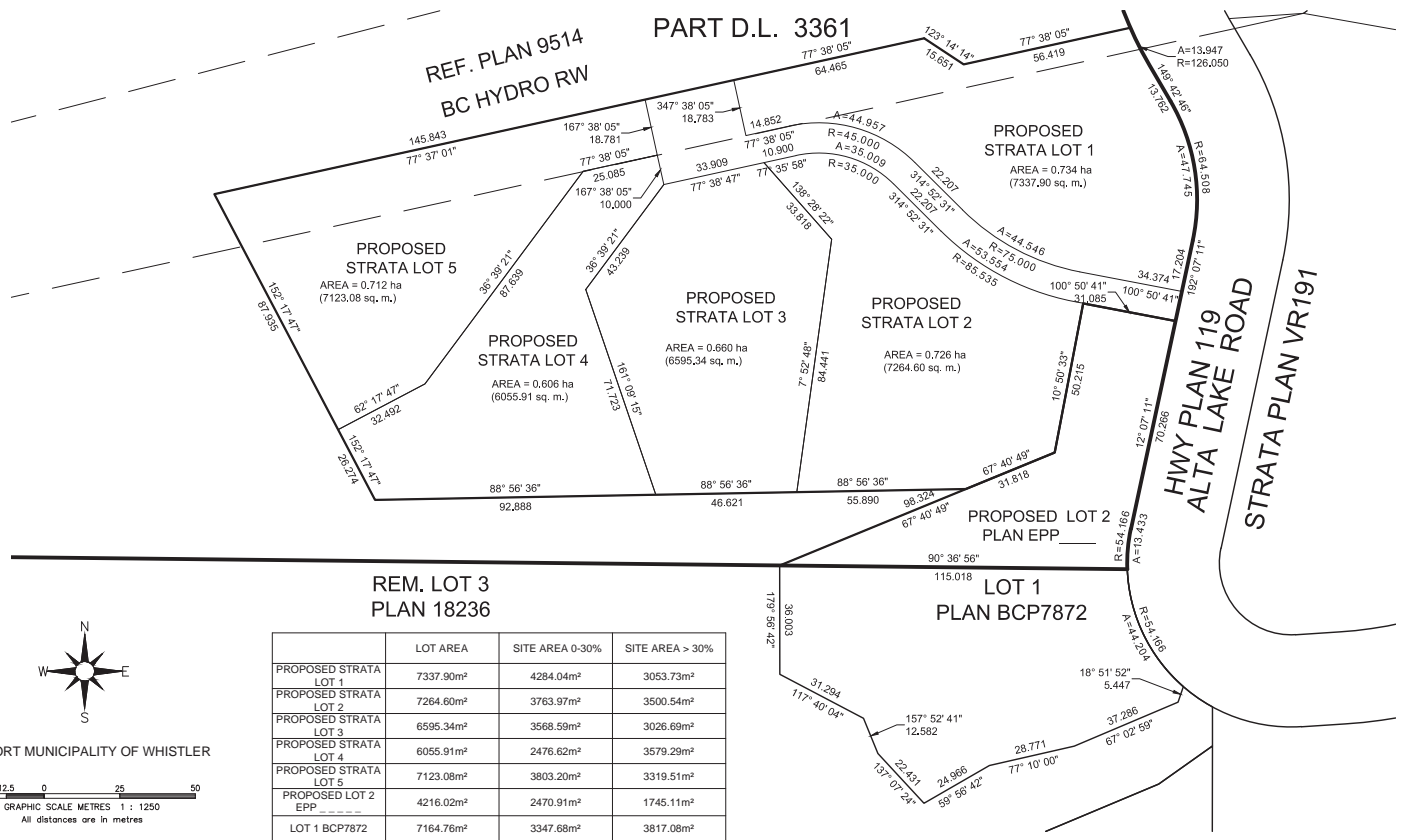 PART D.L. 3361
REF. PLAN 9514
BC HYDRO RW
145.843
77° 37' 01"
77° 38' 05"
64.465
123° 14' 14"
15.651
77° 38' 05"
56.419
A=13.947
R=126.050
149° 42' 46"
13.762
R=64.508
A=47.745
17.204
192° 07' 11"
347° 38' 05"
18.783
167° 38' 05"
18.781
14.852
77° 38' 05"
10.900
77° 35' 58"
A=44.957
R=45.000
A=35.009
R=35.000
22.207
314° 52' 31"
22.207
314° 52' 31"
A=44.546
R=75.000
A=53.554
R=85.535
34.374
100° 50' 41"
100° 50' 41"
31.085
77° 38' 05"
25.085
167° 38' 05"
10.000
33.909
77° 38' 47"
138° 28' 22"
33.818
PROPOSED
STRATA LOT 1
AREA = 0.734 ha
(7337.90 sq. m.)
PROPOSED
STRATA LOT 5
AREA = 0.712 ha
(7123.08 sq. m.)
36° 39' 21"
87.639
36° 39' 21"
43.239
PROPOSED
STRATA LOT 3
AREA = 0.660 ha
(6595.34 sq. m.)
PROPOSED
STRATA LOT 2
AREA = 0.726 ha
(7264.60 sq. m.)
PROPOSED
STRATA LOT 4
AREA = 0.606 ha
(6055.91 sq. m.)
152° 17' 47"
87.935
62° 17' 47"
32.492
152° 17' 47"
26.274
161° 09' 15"
71.723
7° 52' 48"
84.441
10° 50' 33"
50.215
12° 07' 11"
70.266
HWY PLAN 119
ALTA LAKE ROAD
STRATA PLAN VR191
88° 56' 36"
92.888
88° 56' 36"
46.621
88° 56' 36"
55.890
67° 40' 49"
31.818
98.324
67° 40' 49"
PROPOSED LOT 2
PLAN EPP____
R=54.166
A=13.433
90° 36' 56"
115.018
REM. LOT 3
PLAN 18236
LOT 1
PLAN BCP7872
R=54.166
A=44.204
36.003
179° 56' 42"
31.294
117° 40' 04"
157° 52' 41"
12.582
22.431
137° 07' 24"
24.966
59° 56' 42"
28.771
77° 10' 00"
37.286
67° 02' 59"
18° 51' 52"
5.447
N
W E
S
ORT MUNICIPALITY OF WHISTLER
12.5 0 25 50
GRAPHIC SCALE METRES 1 : 1250
All distances are in metres
LOT AREA SITE AREA 0-30% SITE AREA > 30%
PROPOSED STRATA
LOT 1 7337.90m² 4284.04m² 3053.73m²
PROPOSED STRATA
LOT 2 7264.60m² 3763.97m² 3500.54m²
PROPOSED STRATA
LOT 3 6595.34m² 3568.59m² 3026.69m²
PROPOSED STRATA
LOT 4 6055.91m² 2476.62m² 3579.29m²
PROPOSED STRATA
LOT 5 7123.08m² 3803.20m² 3319.51m²
PROPOSED LOT 2
EPP _ _ _ _ _ 4216.02m² 2470.91m² 1745.11m²
LOT 1 BCP7872 7164.76m² 3347.68m² 3817.08m²